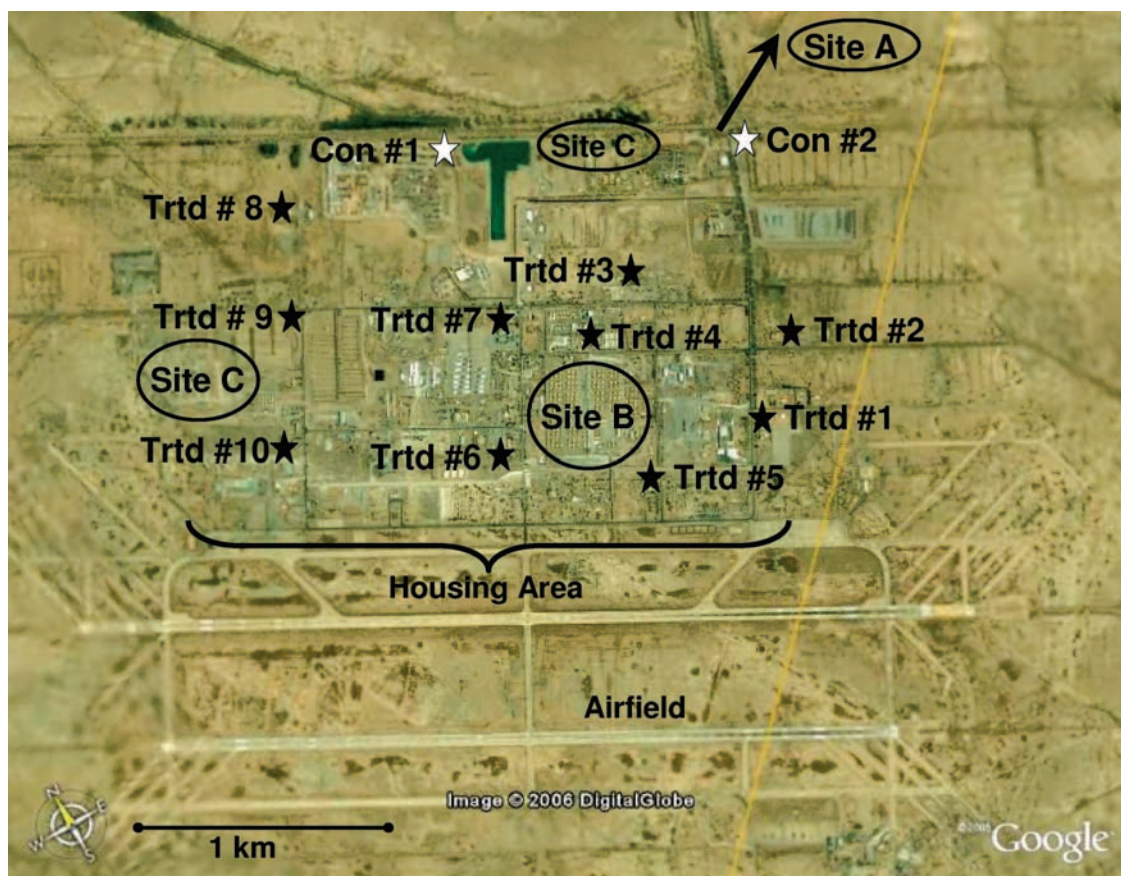 Site A
Con #1
Site C
Con #2
Trtd # 8
Trtd #3
Trtd # 9
Trtd #7
Trtd #4
Trtd #2
Site C
Site B
Trtd #1
Trtd #10
Trtd #6
Trtd #5
Housing Area
Airfield
Image © 2006 DigitalGlobe
N
E
W
S
1 km
©2005 Google